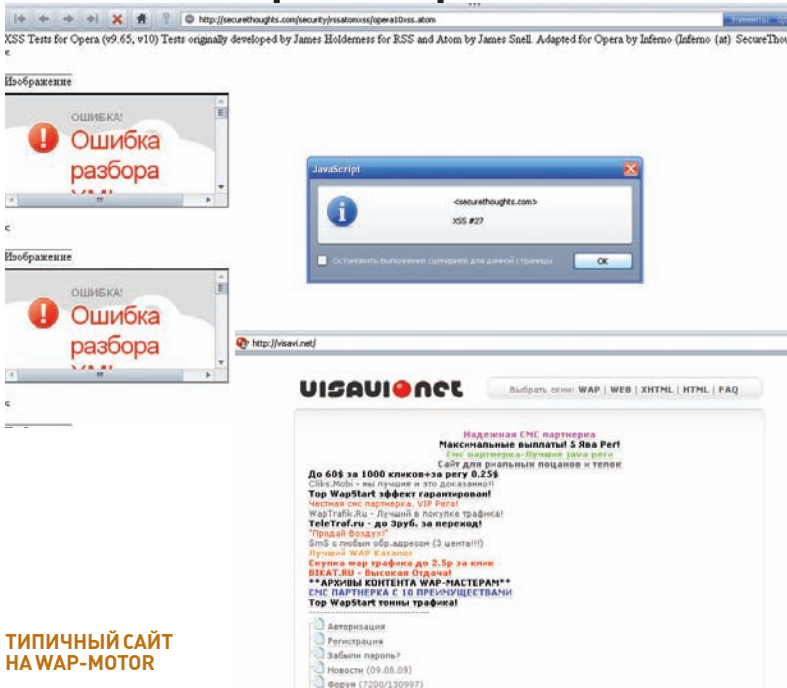 http://securethoughts.com/security/rssatomxss/opera10xss.atom
XSS Tests for Opera (v9.65, v10) Tests originally developed by James Holderness for RSS and Atom by James Snell. Adapted for Opera by Inferno (Inferno {at} SecureThou
<
Изображение
ОШИБКА!
Ошибка
разбора
<
Изображение
ОШИБКА!
Ошибка
разбора
<
JavaScript
<securethoughts.com>
XSS #27
Остановить выполнение сценариев для данной страницы
OK
http://visavi.net/
VISAVI NET
Выбрать скин: WAP | WEB | XHTML | HTML | FAQ
Надежная СМС партнерка
Максимальные выплаты! 5 Ява Рег!
Смс партнерка-Лучшие java реги
Сайт для риальных поцанов и телок
До 60$ за 1000 кликов+за регу 0.25$
Cliks.Mobi - мы лучшие и это доказанно!!
Top WapStart эффект гарантирован!
Честная смс партнерка. VIP Рега!
WapTrafik.Ru - Лучший в покупке трафика!
TeleTraf.ru - до 3руб. за переход!
"Продай Воздух!"
SmS с любым обр.адресом (3 цента!!!)
Лучший WAP Каталог
Скупка wap трафика до 2.5р за клик
BIKAT.RU - Высокая Отдача!
**АРХИВЫ КОНТЕНТА WAP-МАСТЕРАМ**
СМС ПАРТНЕРКА С 10 ПРЕИМУЩЕСТВАМИ
Top WapStart тонны трафика!
Авторизация
Регистрация
Забыли пароль?
Новости (09.08.09)
Форум (7200/130997)
ТИПИЧНЫЙ САЙТ
НА WAP-MOTOR